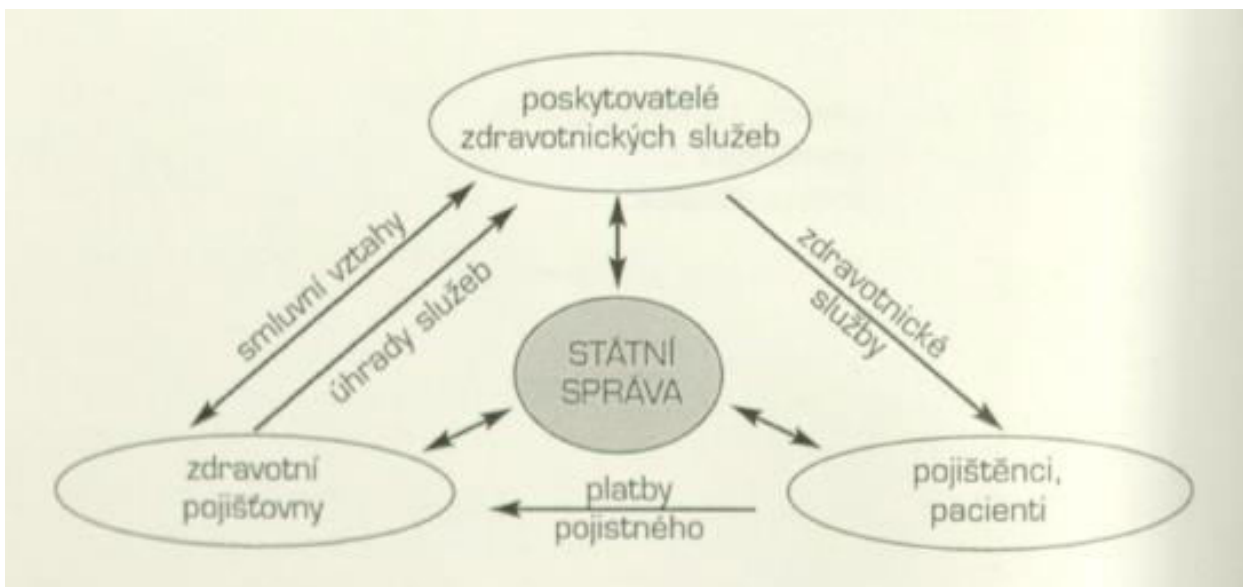 poskytovatelé
zdravotnických služeb
smluvní vztahy
úhrady služeb
zdravotnické
služby
STÁTNÍ
SPRÁVA
zdravotní
pojišťovny
platby
pojistného
pojištěnci,
pacienti